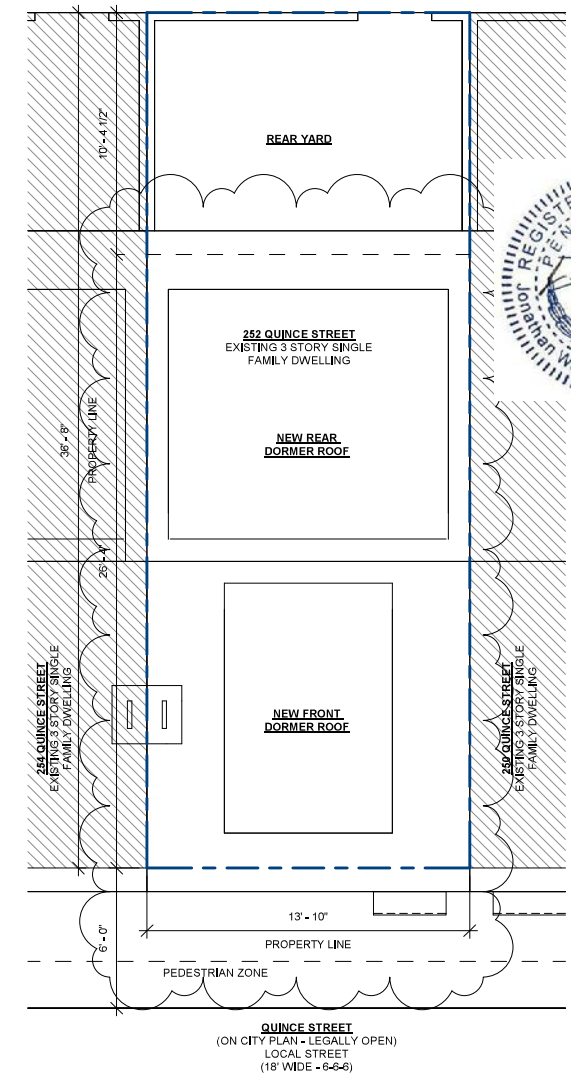 10' - 4 1/2"
REAR YARD
REGISTERE
PENN
Jonathan W
252 QUINCE STREET
EXISTING 3 STORY SINGLE
FAMILY DWELLING
NEW REAR
DORMER ROOF
36' - 8"
PROPERTY LINE
26' - 4"
254 QUINCE STREET
EXISTING 3 STORY SINGLE
FAMILY DWELLING
NEW FRONT
DORMER ROOF
250 QUINCE STREET
EXISTING 3 STORY SINGLE
FAMILY DWELLING
6' - 0"
13' - 10"
PROPERTY LINE
PEDESTRIAN ZONE
QUINCE STREET
(ON CITY PLAN - LEGALLY OPEN)
LOCAL STREET
(18' WIDE - 6-6-6)